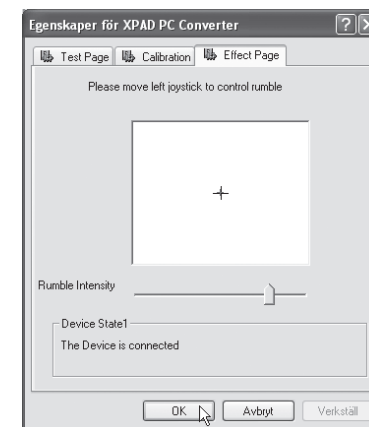 Egenskaper för XPAD PC Converter
Test Page Calibration Effect Page
Please move left joystick to control rumble
Rumble Intensity
Device State1
The Device is connected
OK Avbryt Verkställ